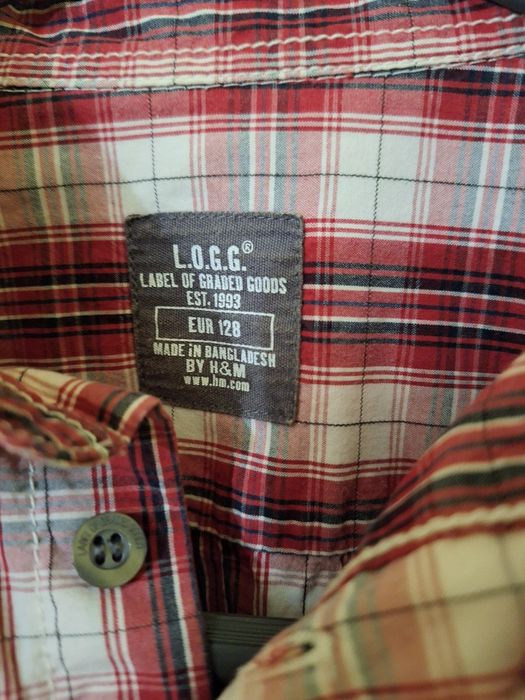 L.O.G.G.®
LABEL OF GRADED GOODS
EST. 1993
EUR 128
MADE iN BANGLADESH
BY H&M
www.hm.com